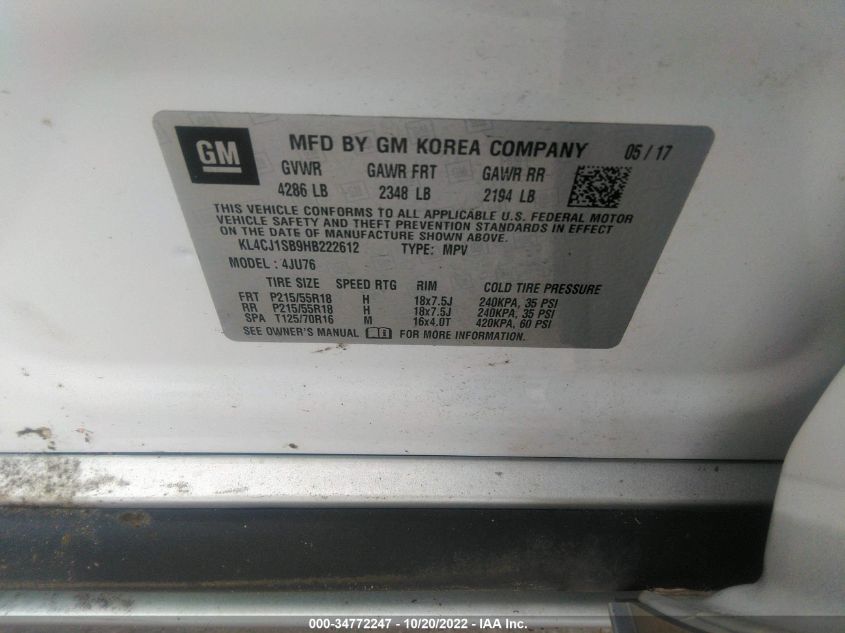 GM
MFD BY GM KOREA COMPANY 05 / 17
GVWR GAWR FRT GAWR RR
4286 LB 2348 LB 2194 LB
THIS VEHICLE CONFORMS TO ALL APPLICABLE U.S. FEDERAL MOTOR
VEHICLE SAFETY AND THEFT PREVENTION STANDARDS IN EFFECT
ON THE DATE OF MANUFACTURE SHOWN ABOVE.
KL4CJ1SB9HB222612 TYPE: MPV
MODEL : 4JU76
TIRE SIZE SPEED RTG RIM COLD TIRE PRESSURE
FRT P215/55R18 H 18x7.5J 240KPA, 35 PSI
RR P215/55R18 H 18x7.5J 240KPA, 35 PSI
SPA T125/70R16 M 16x4.0T 420KPA, 60 PSI
SEE OWNER'S MANUAL FOR MORE INFORMATION.
000-34772247 - 10/20/2022 - IAA Inc.